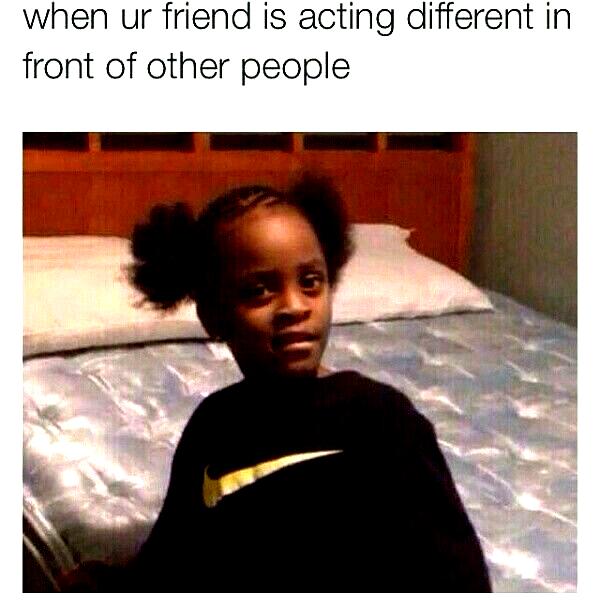 when ur friend is acting different in
front of other people